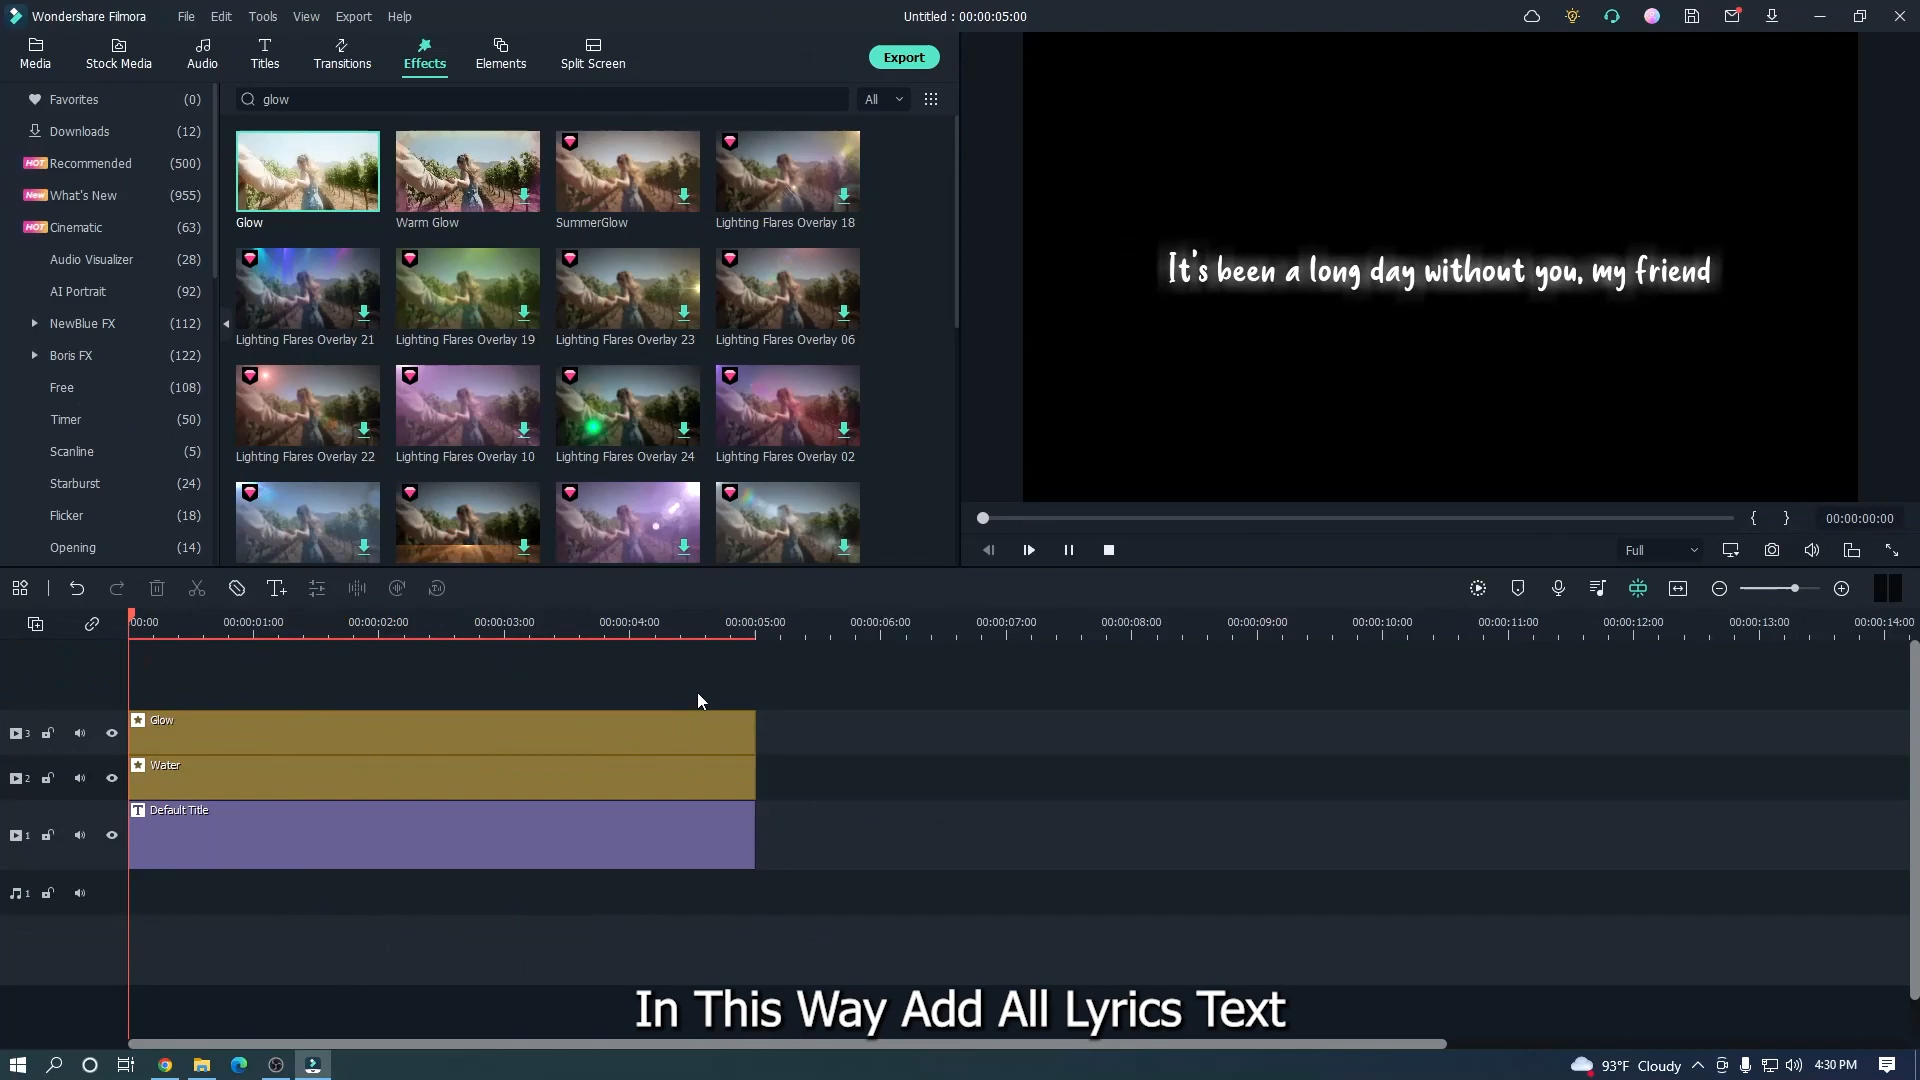 Wondershare Filmora
File Edit Tools View Export Help
Untitled : 00:00:05:00
Media
Stock Media
Audio
Titles
Transitions
Effects
Elements
Split Screen
Export
Favorites (0)
Downloads (12)
HOT Recommended (500)
New What's New (955)
HOT Cinematic (63)
Audio Visualizer (28)
AI Portrait (92)
NewBlue FX (112)
Boris FX (122)
Free (108)
Timer (50)
Scanline (5)
Starburst (24)
Flicker (18)
Opening (14)
glow
All
Glow
Warm Glow
SummerGlow
Lighting Flares Overlay 18
Lighting Flares Overlay 21
Lighting Flares Overlay 19
Lighting Flares Overlay 23
Lighting Flares Overlay 06
Lighting Flares Overlay 22
Lighting Flares Overlay 10
Lighting Flares Overlay 24
Lighting Flares Overlay 02
It's been a long day without you, my friend
{ } 00:00:00:00
Full
00:00 00:00:01:00 00:00:02:00 00:00:03:00 00:00:04:00 00:00:05:00 00:00:06:00 00:00:07:00 00:00:08:00 00:00:09:00 00:00:10:00 00:00:11:00 00:00:12:00 00:00:13:00 00:00:14:00
3
Glow
2
Water
1
T Default Title
1
In This Way Add All Lyrics Text
93°F Cloudy
4:30 PM